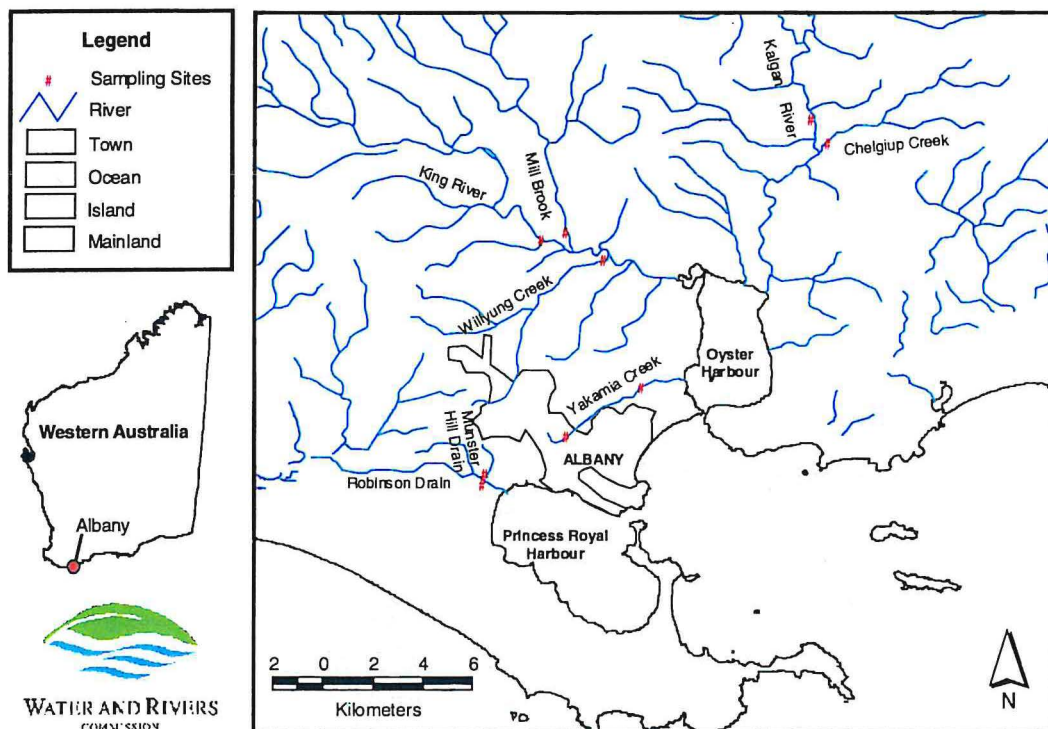 Legend
# Sampling Sites
River
Town
Ocean
Island
Mainland
Western Australia
Albany
WATER AND RIVERS
COMMISSION
Kalgan
River
Chelgiup Creek
Mill Brook
King River
Willyung Creek
Oyster
Harbour
Yakamia Creek
Munster
Hill Drain
ALBANY
Robinson Drain
Princess Royal
Harbour
2 0 2 4 6
Kilometers
N